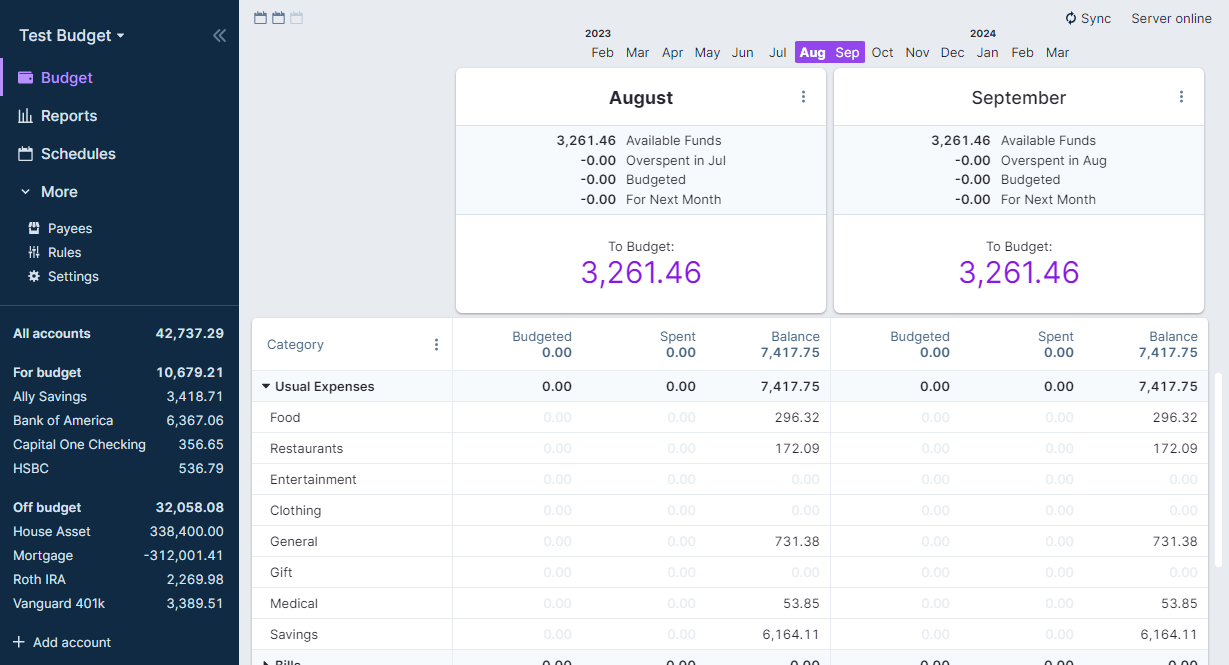 Test Budget
Budget
Reports
Schedules
More
Payees
Rules
Settings
All accounts 42,737.29
For budget 10,679.21
Ally Savings 3,418.71
Bank of America 6,367.06
Capital One Checking 356.65
HSBC 536.79
Off budget 32,058.08
House Asset 338,400.00
Mortgage -312,001.41
Roth IRA 2,269.98
Vanguard 401k 3,389.51
Add account
Sync Server online
2023 2024
Feb Mar Apr May Jun Jul Aug Sep Oct Nov Dec Jan Feb Mar
August
3,261.46 Available Funds
-0.00 Overspent in Jul
-0.00 Budgeted
-0.00 For Next Month
To Budget:
3,261.46
September
3,261.46 Available Funds
-0.00 Overspent in Aug
-0.00 Budgeted
-0.00 For Next Month
To Budget:
3,261.46
Category Budgeted Spent Balance Budgeted Spent Balance
0.00 0.00 7,417.75 0.00 0.00 7,417.75
Usual Expenses 0.00 0.00 7,417.75 0.00 0.00 7,417.75
Food 0.00 0.00 296.32 0.00 0.00 296.32
Restaurants 0.00 0.00 172.09 0.00 0.00 172.09
Entertainment 0.00 0.00 0.00 0.00 0.00 0.00
Clothing 0.00 0.00 0.00 0.00 0.00 0.00
General 0.00 0.00 731.38 0.00 0.00 731.38
Gift 0.00 0.00 0.00 0.00 0.00 0.00
Medical 0.00 0.00 53.85 0.00 0.00 53.85
Savings 0.00 0.00 6,164.11 0.00 0.00 6,164.11
Bills 0.00 0.00 0.00 0.00 0.00 0.00